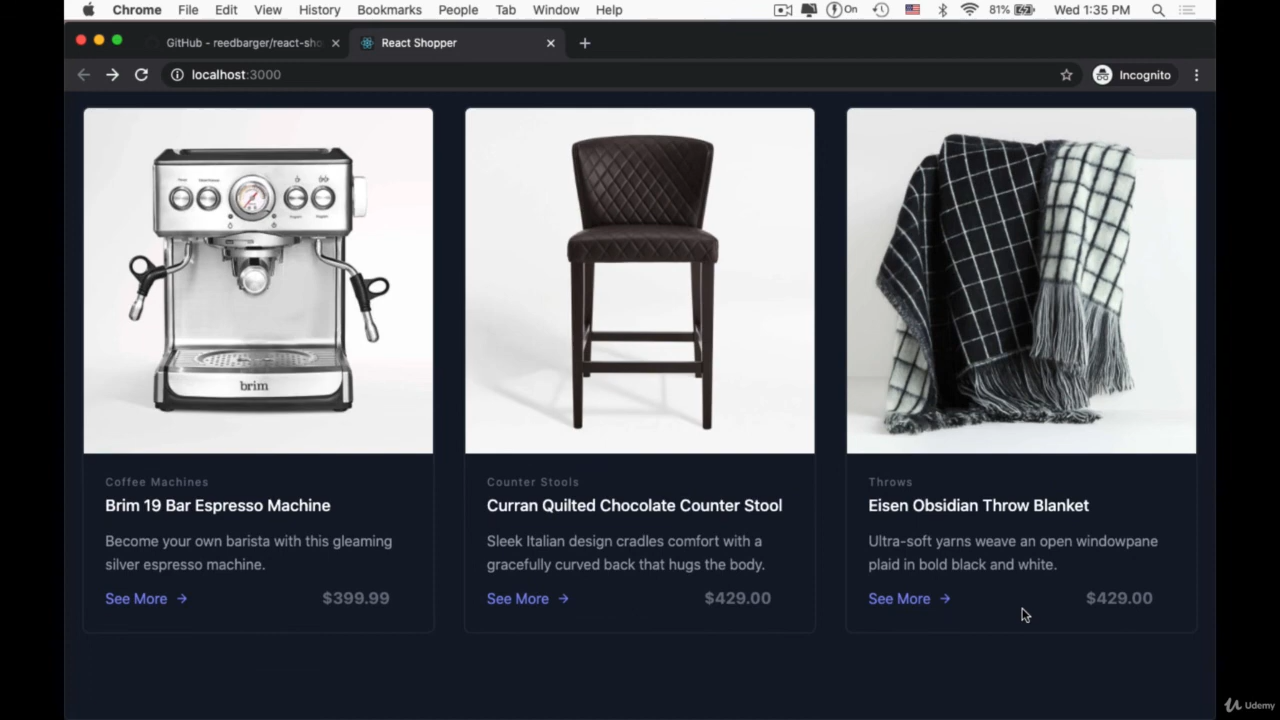 Chrome File Edit View History Bookmarks People Tab Window Help On 81% Wed 1:35 PM
GitHub - reedbarger/react-sho
React Shopper
localhost:3000
Incognito
brim
Coffee Machines
Brim 19 Bar Espresso Machine
Become your own barista with this gleaming
silver espresso machine.
See More → $399.99
Counter Stools
Curran Quilted Chocolate Counter Stool
Sleek Italian design cradles comfort with a
gracefully curved back that hugs the body.
See More → $429.00
Throws
Eisen Obsidian Throw Blanket
Ultra-soft yarns weave an open windowpane
plaid in bold black and white.
See More → $429.00
Udemy